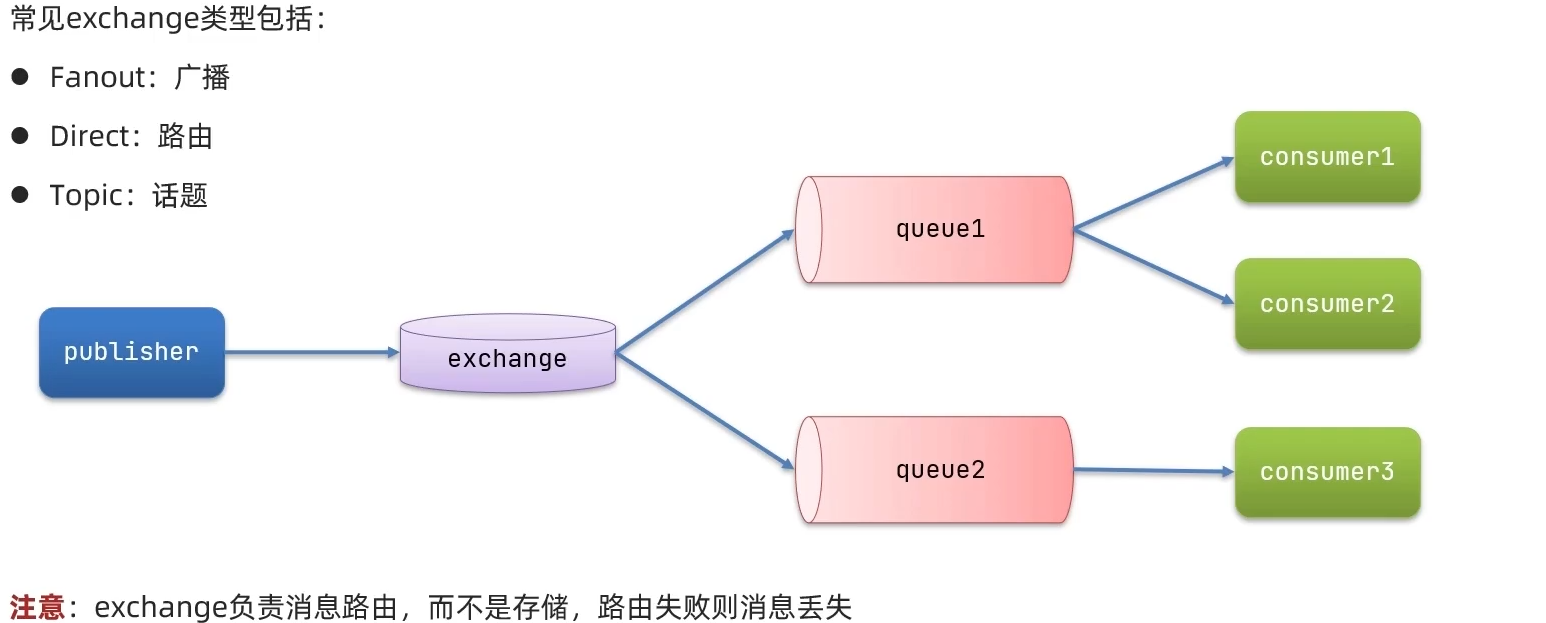 常见exchange类型包括：
● Fanout：广播
● Direct：路由
● Topic：话题
publisher
exchange
queue1
queue2
consumer1
consumer2
consumer3
注意：exchange负责消息路由，而不是存储，路由失败则消息丢失